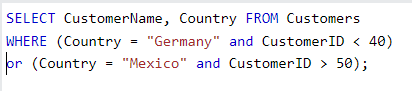 SELECT CustomerName, Country FROM Customers
WHERE (Country = "Germany" and CustomerID < 40)
or (Country = "Mexico" and CustomerID > 50);